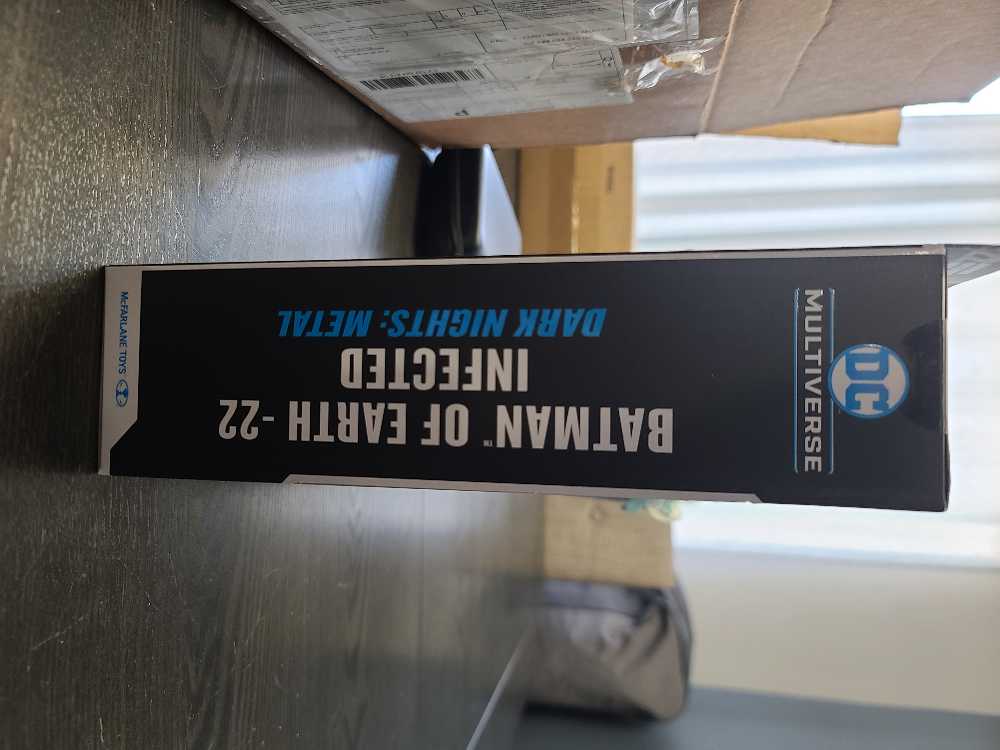 DC
MULTIVERSE
BATMAN™ OF EARTH -22
INFECTED
DARK NIGHTS: METAL
McFARLANE TOYS